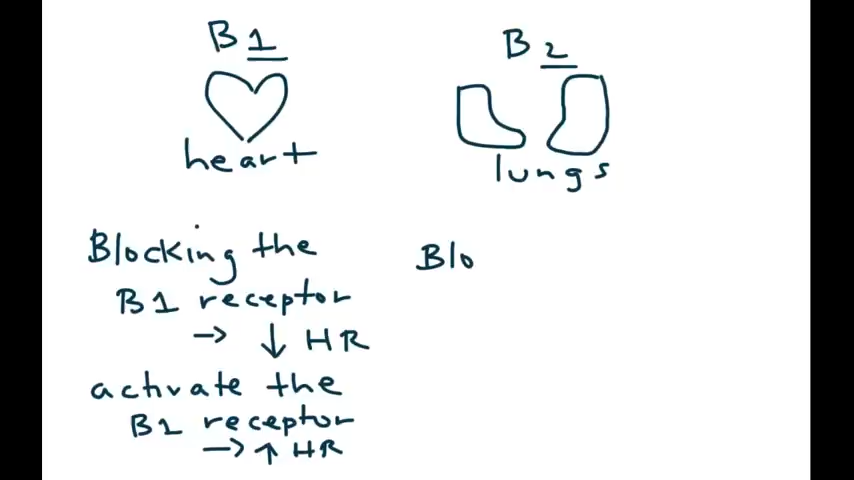 B1
heart
B2
lungs
Blocking the
B1 receptor
→ ↓ HR
activate the
B1 receptor
→ ↑ HR
Blo